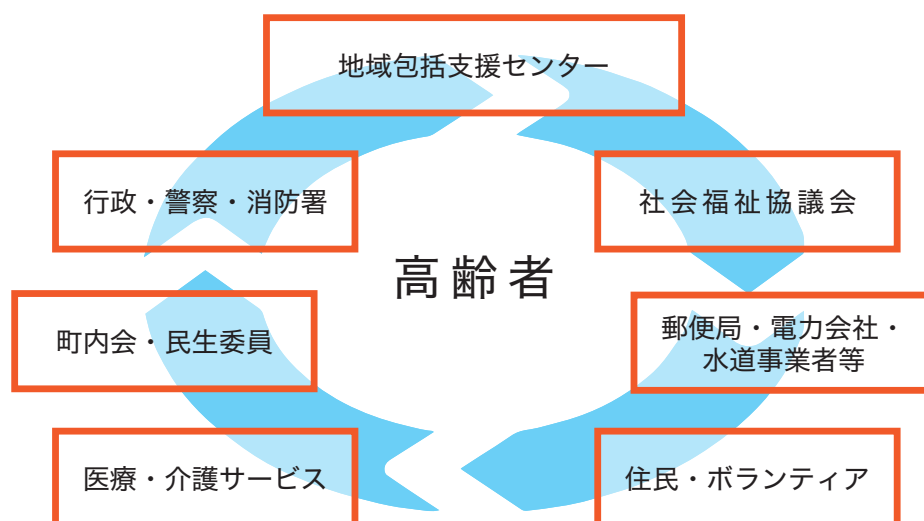 地域包括支援センター
行政・警察・消防署
社会福祉協議会
高齢者
町内会・民生委員
郵便局・電力会社・
水道事業者等
医療・介護サービス
住民・ボランティア